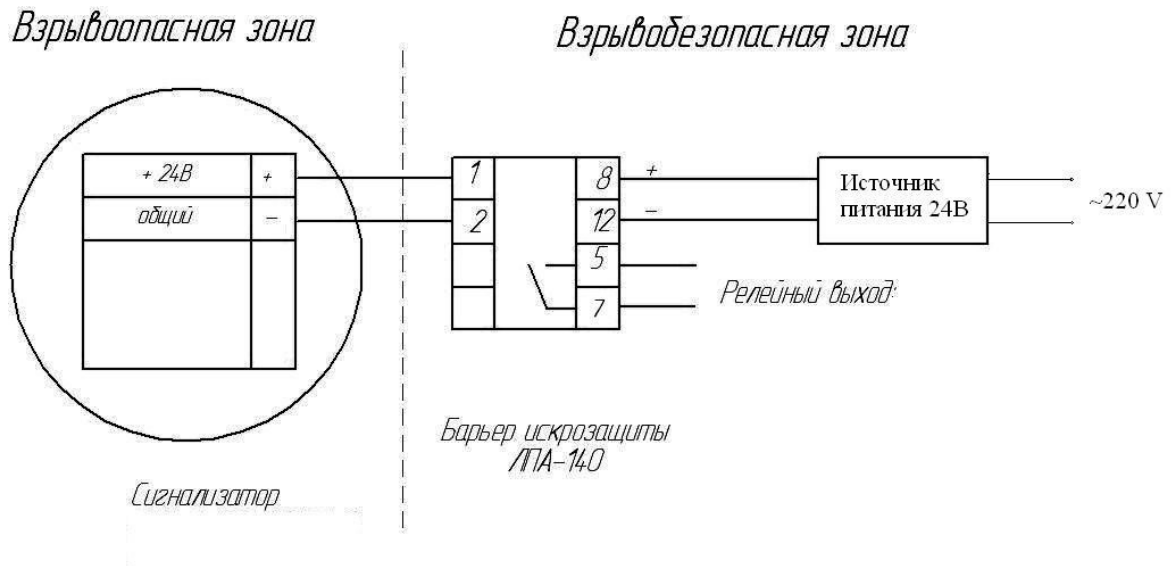 Взрывоопасная зона
Взрывобезопасная зона
+ 24В +
общий –
1
2
8 +
12 –
5
7
Источник
питания 24В
~220 V
Релейный выход:
Барьер искрозащиты
ЛПА-140
Сигнализатор